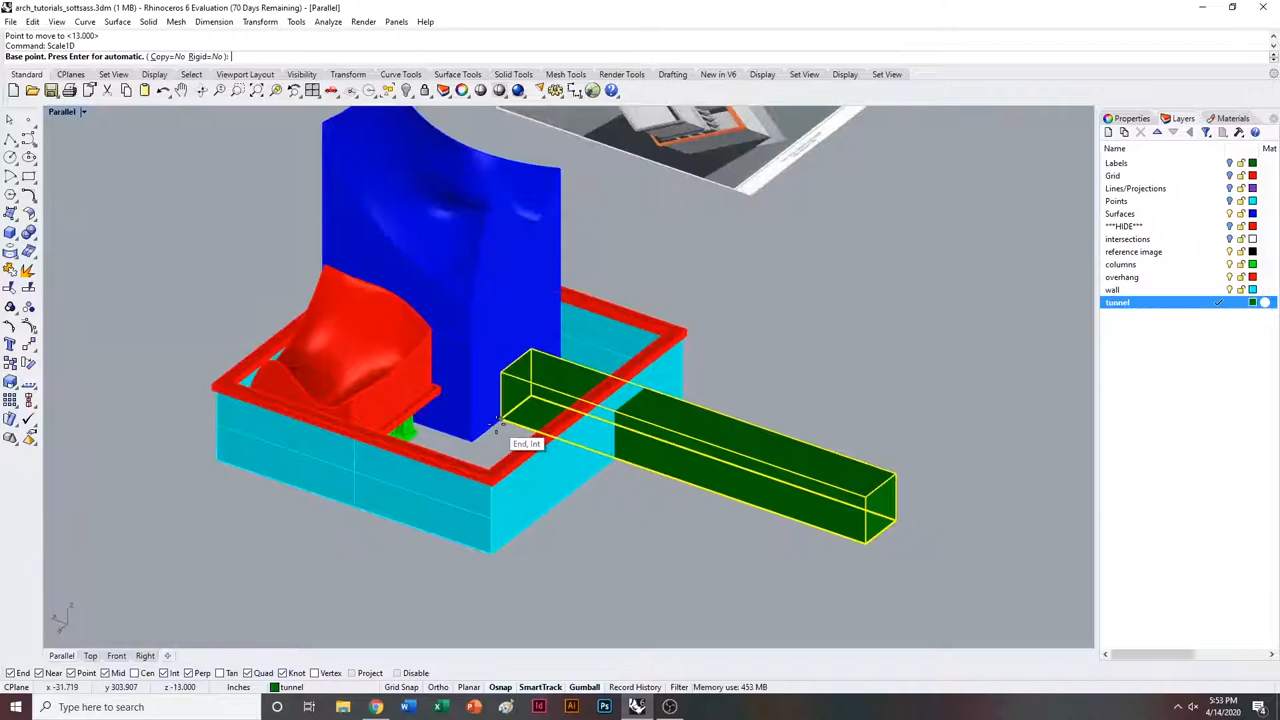 arch_tutorials_sottsass.3dm (1 MB) - Rhinoceros 6 Evaluation (70 Days Remaining) - [Parallel]
File Edit View Curve Surface Solid Mesh Dimension Transform Tools Analyze Render Panels Help
Point to move to <13.000>
Command: Scale1D
Base point. Press Enter for automatic. ( Copy=No Rigid=No ):
Standard CPlanes Set View Display Select Viewport Layout Visibility Transform Curve Tools Surface Tools Solid Tools Mesh Tools Render Tools Drafting New in V6 Display Set View Display Set View
Parallel
Properties Layers Materials
Name Mat
Labels
Grid
Lines/Projections
Points
Surfaces
***HIDE***
intersections
reference image
columns
overhang
wall
tunnel
End, Int
z
x
y
Parallel Top Front Right
End Near Point Mid Cen Int Perp Tan Quad Knot Vertex Project Disable
CPlane x -31.719 y 303.907 z -13.000 Inches tunnel Grid Snap Ortho Planar Osnap SmartTrack Gumball Record History Filter Memory use: 453 MB
Type here to search
5:53 PM
4/14/2020